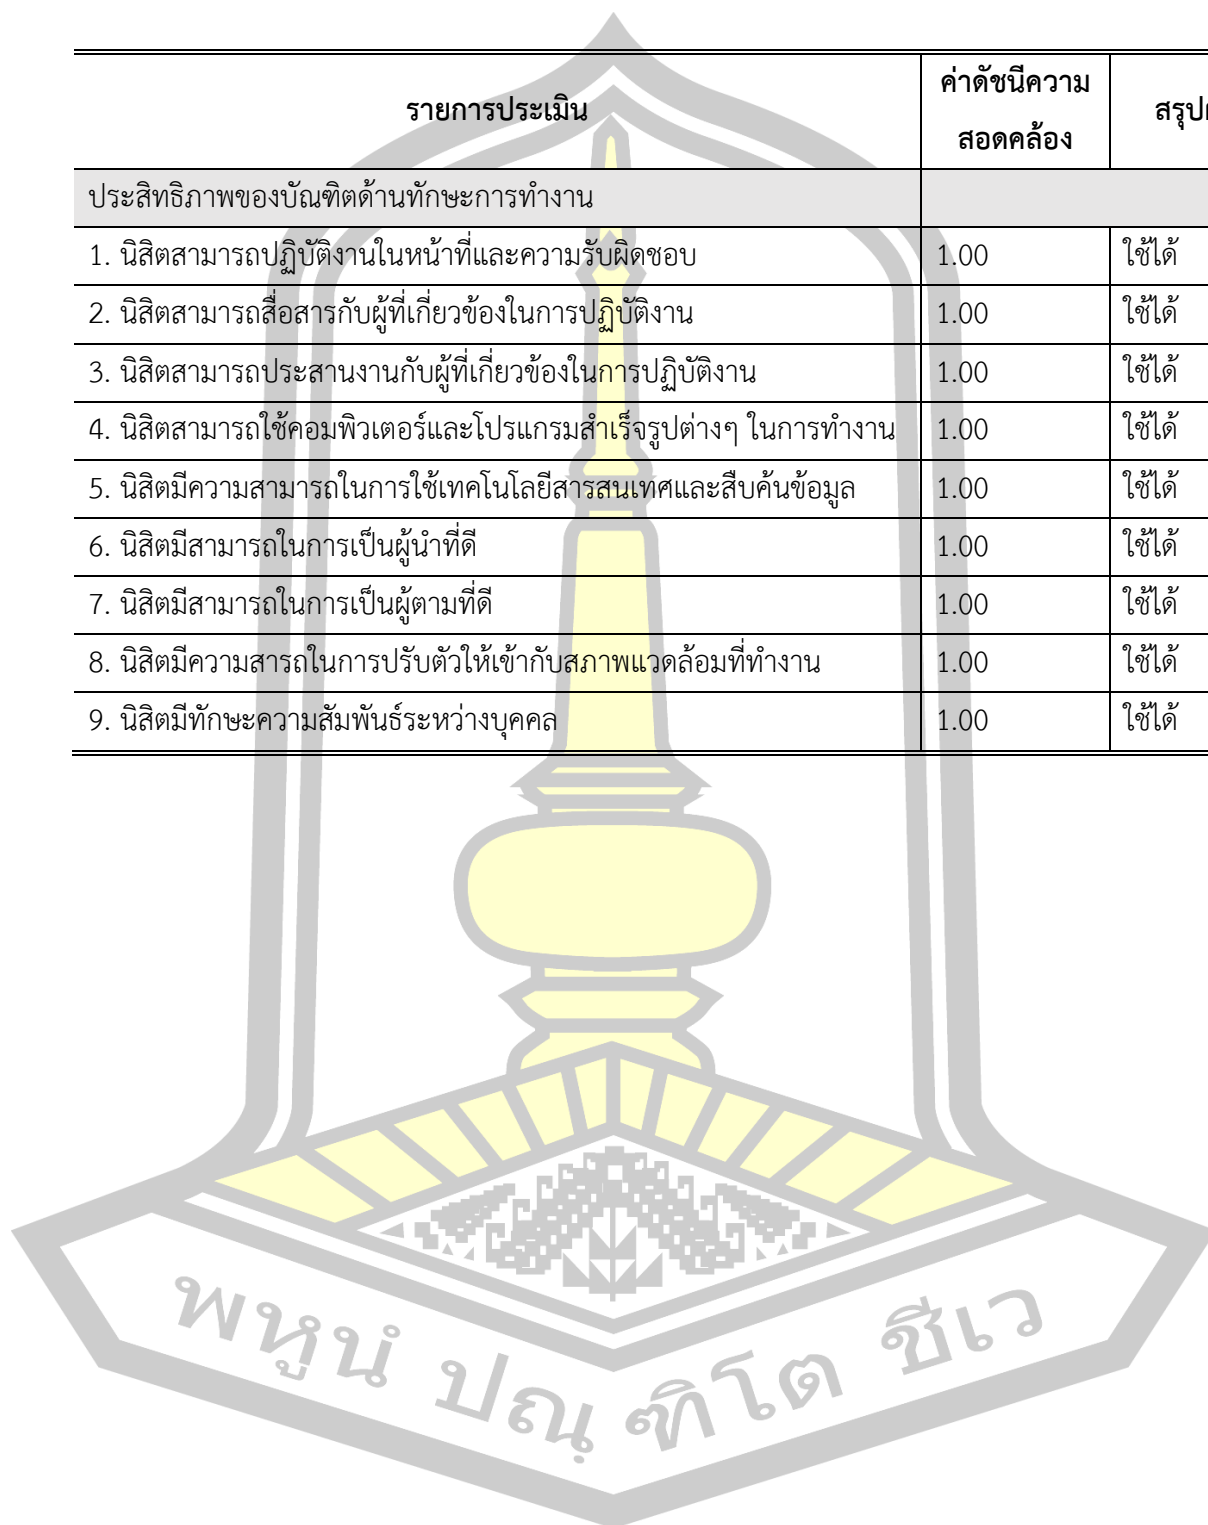 รายการประเมิน ค่าดัชนีความ
สอดคล้อง
ประสิทธิภาพของบัณฑิตด้านทักษะการทำงาน
1. นิสิตสามารถปฏิบัติงานในหน้าที่และความรับผิดชอบ 1.00 ใช้ได้
2. นิสิตสามารถสื่อสารกับผู้ที่เกี่ยวข้องในการปฏิบัติงาน 1.00 ใช้ได้
3. นิสิตสามารถประสานงานกับผู้ที่เกี่ยวข้องในการปฏิบัติงาน 1.00 ใช้ได้
4. นิสิตสามารถใช้คอมพิวเตอร์และโปรแกรมสำเร็จรูปต่างๆ ในการทำงาน 1.00 ใช้ได้
5. นิสิตมีความสามารถในการใช้เทคโนโลยีสารสนเทศและสืบค้นข้อมูล 1.00 ใช้ได้
6. นิสิตมีสามารถในการเป็นผู้นำที่ดี 1.00 ใช้ได้
7. นิสิตมีสามารถในการเป็นผู้ตามที่ดี 1.00 ใช้ได้
8. นิสิตมีความสารถในการปรับตัวให้เข้ากับสภาพแวดล้อมที่ทำงาน 1.00 ใช้ได้
9. นิสิตมีทักษะความสัมพันธ์ระหว่างบุคคล 1.00 ใช้ได้
พหูนํ ปณฺฑิโต ชีเว